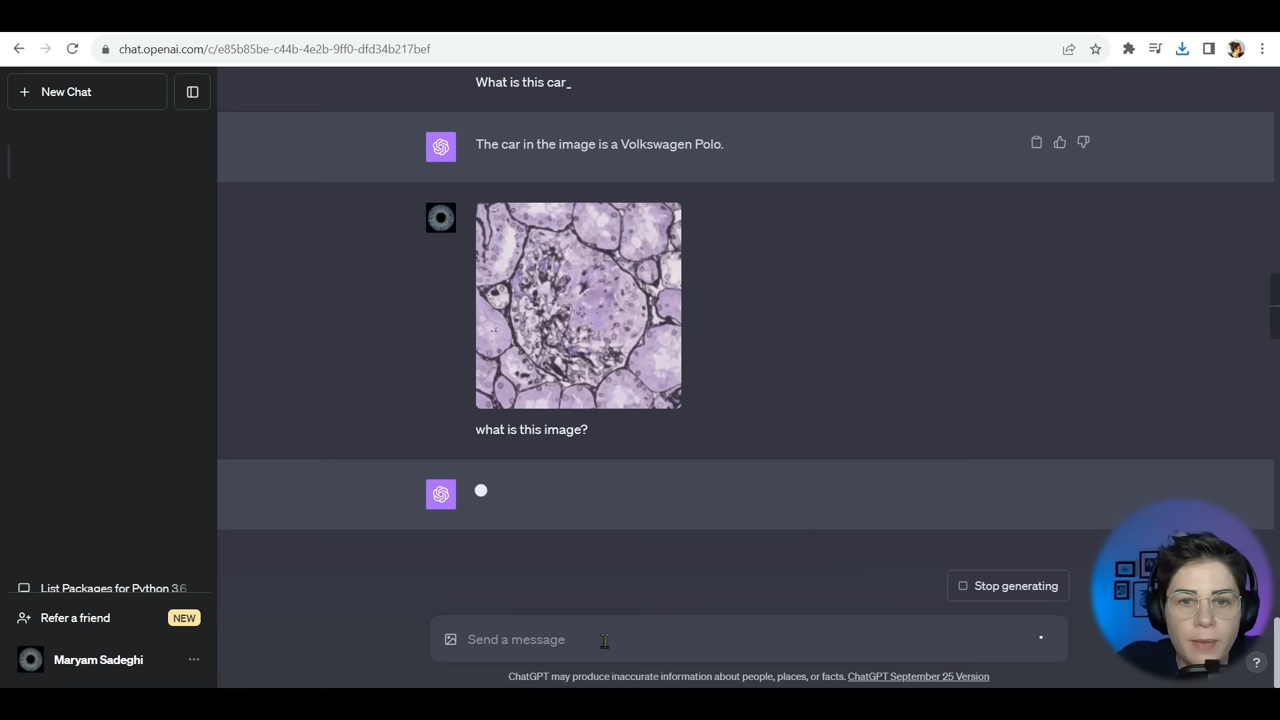 chat.openai.com/c/e85b85be-c44b-4e2b-9ff0-dfd34b217bef
New Chat
What is this car_
The car in the image is a Volkswagen Polo.
what is this image?
Stop generating
List Packages for Python 3.6
Refer a friend
NEW
Send a message
Maryam Sadeghi
ChatGPT may produce inaccurate information about people, places, or facts. ChatGPT September 25 Version
?